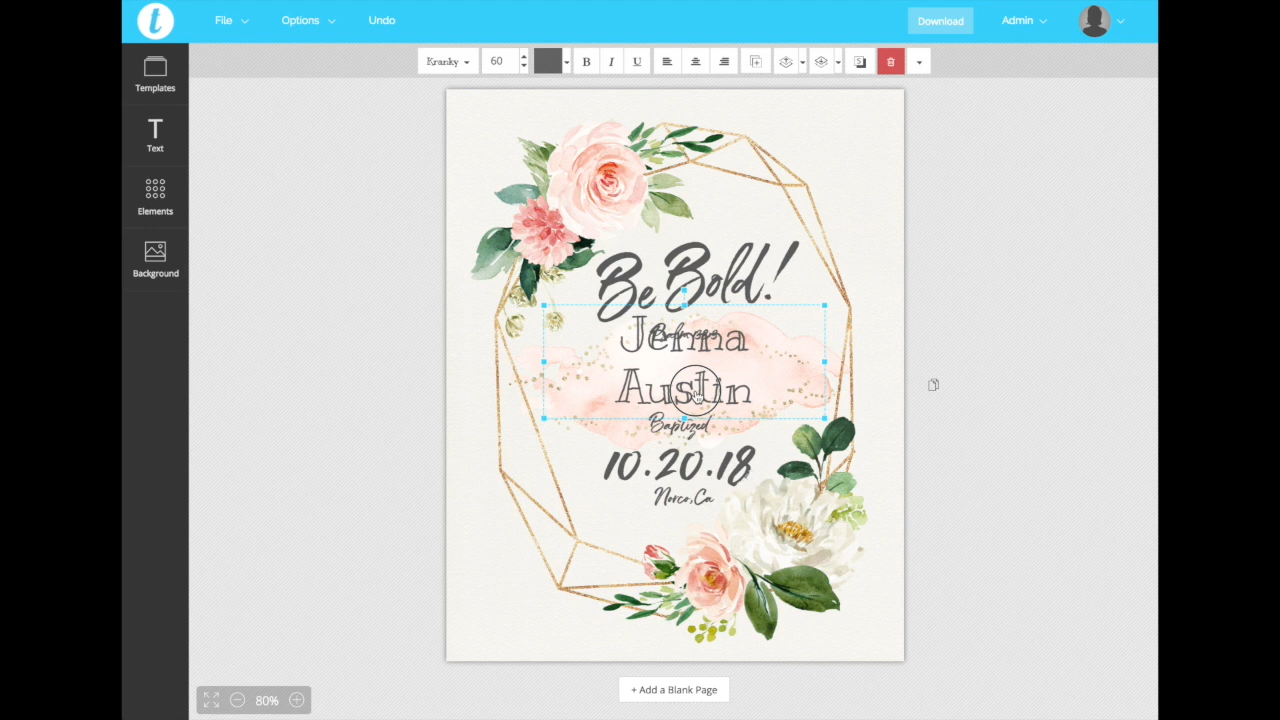 t File Options Undo Download Admin
Kranky 60 B I U S
Templates
T
Text
Elements
Background
Be Bold!
Jenna
Austin
Baptized
10.20.18
Norco,Ca
+ Add a Blank Page
80%